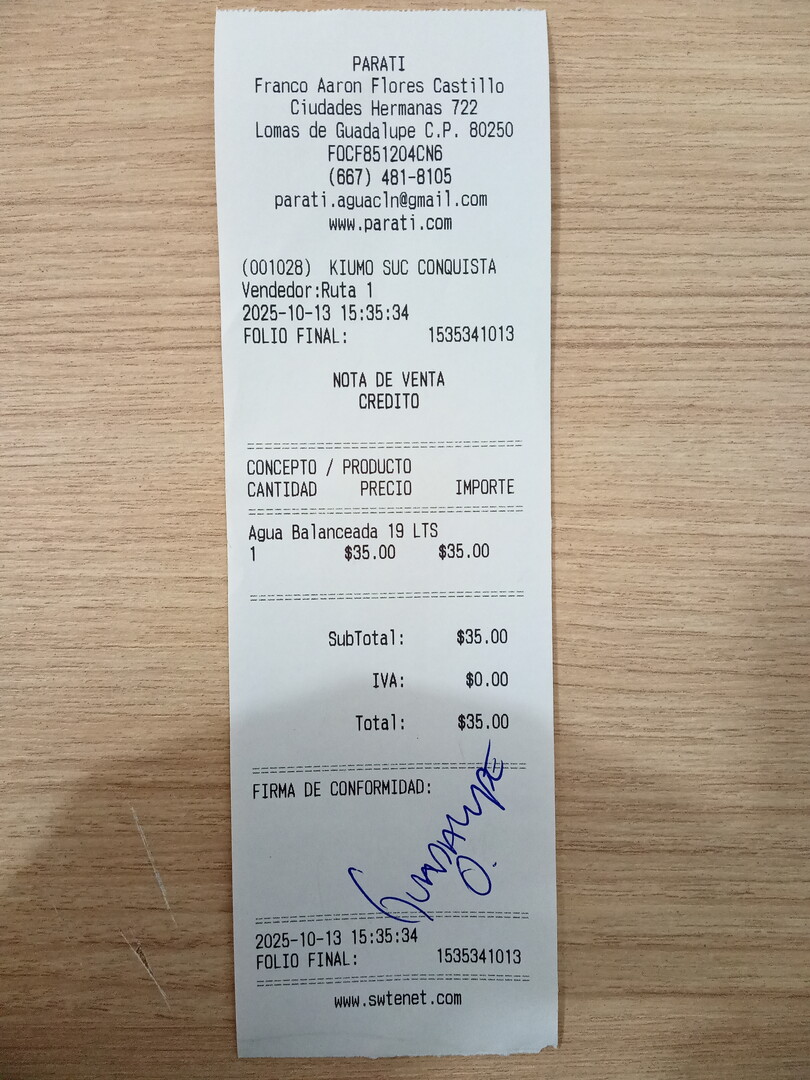 PARATI
Franco Aaron Flores Castillo
Ciudades Hermanas 722
Lomas de Guadalupe C.P. 80250
FOCF851204CN6
(667) 481-8105
parati.aguacln@gmail.com
www.parati.com
(001028) KIUMO SUC CONQUISTA
Vendedor:Ruta 1
2025-10-13 15:35:34
FOLIO FINAL: 1535341013
NOTA DE VENTA
CREDITO
CONCEPTO / PRODUCTO
CANTIDAD PRECIO IMPORTE
Agua Balanceada 19 LTS
1 $35.00 $35.00
SubTotal: $35.00
IVA: $0.00
Total: $35.00
FIRMA DE CONFORMIDAD:
Guadalupe
O.
2025-10-13 15:35:34
FOLIO FINAL: 1535341013
www.swtenet.com